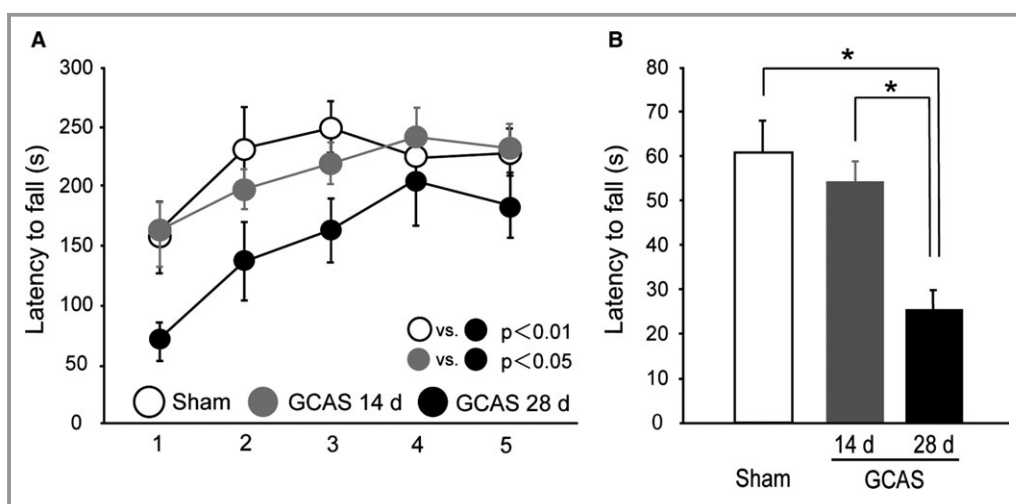 A
B
Latency to fall (s)
300
250
200
150
100
50
0
1 2 3 4 5
vs. p<0.01
vs. p<0.05
Sham GCAS 14 d GCAS 28 d
Latency to fall (s)
80
70
60
50
40
30
20
10
0
*
*
14 d 28 d
Sham GCAS